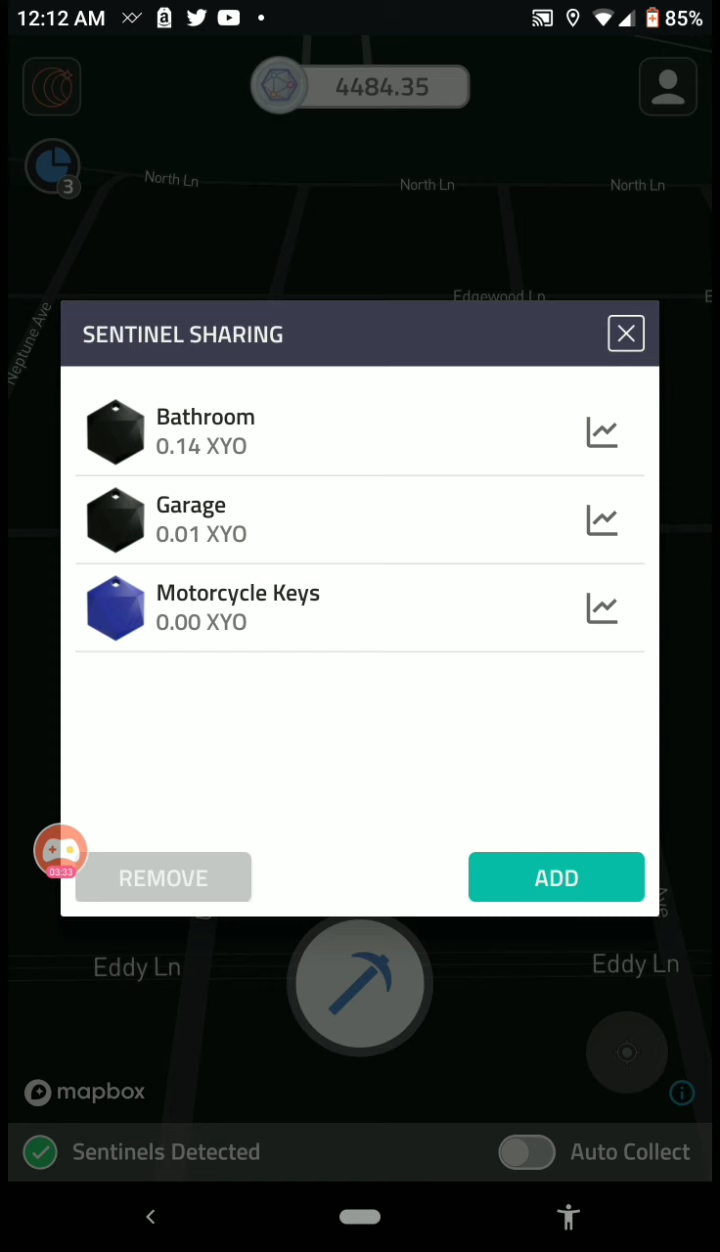 12:12 AM
85%
4484.35
3
North Ln
North Ln
North Ln
Edgewood Ln
Neptune Ave
SENTINEL SHARING
Bathroom
0.14 XYO
Garage
0.01 XYO
Motorcycle Keys
0.00 XYO
03:33
REMOVE
ADD
Eddy Ln
Eddy Ln
mapbox
Sentinels Detected
Auto Collect